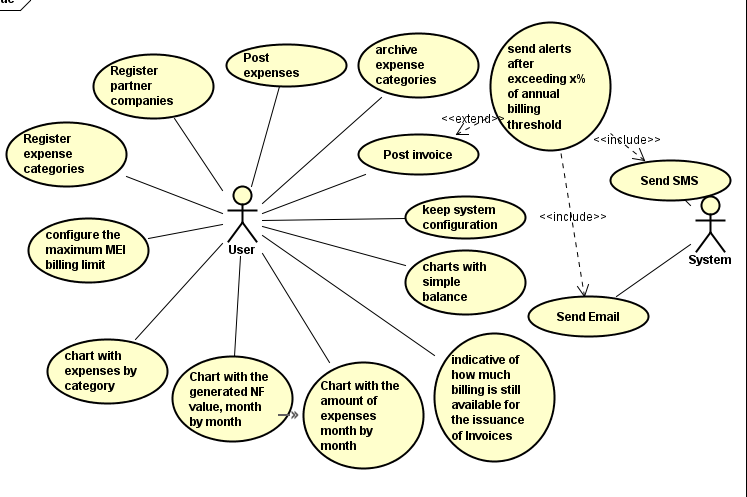 Post
expenses
archive
expense
categories
send alerts
after
exceeding x%
of annual
billing
threshold
Register
partner
companies
<<extend>>
<<include>>
Register
expense
categories
Post invoice
Send SMS
keep system
configuration
<<include>>
configure the
maximum MEI
billing limit
User
System
charts with
simple
balance
Send Email
chart with
expenses by
category
Chart with the
generated NF
value, month
by month
Chart with the
amount of
expenses
month by
month
indicative of
how much
billing is still
available for
the issuance
of Invoices